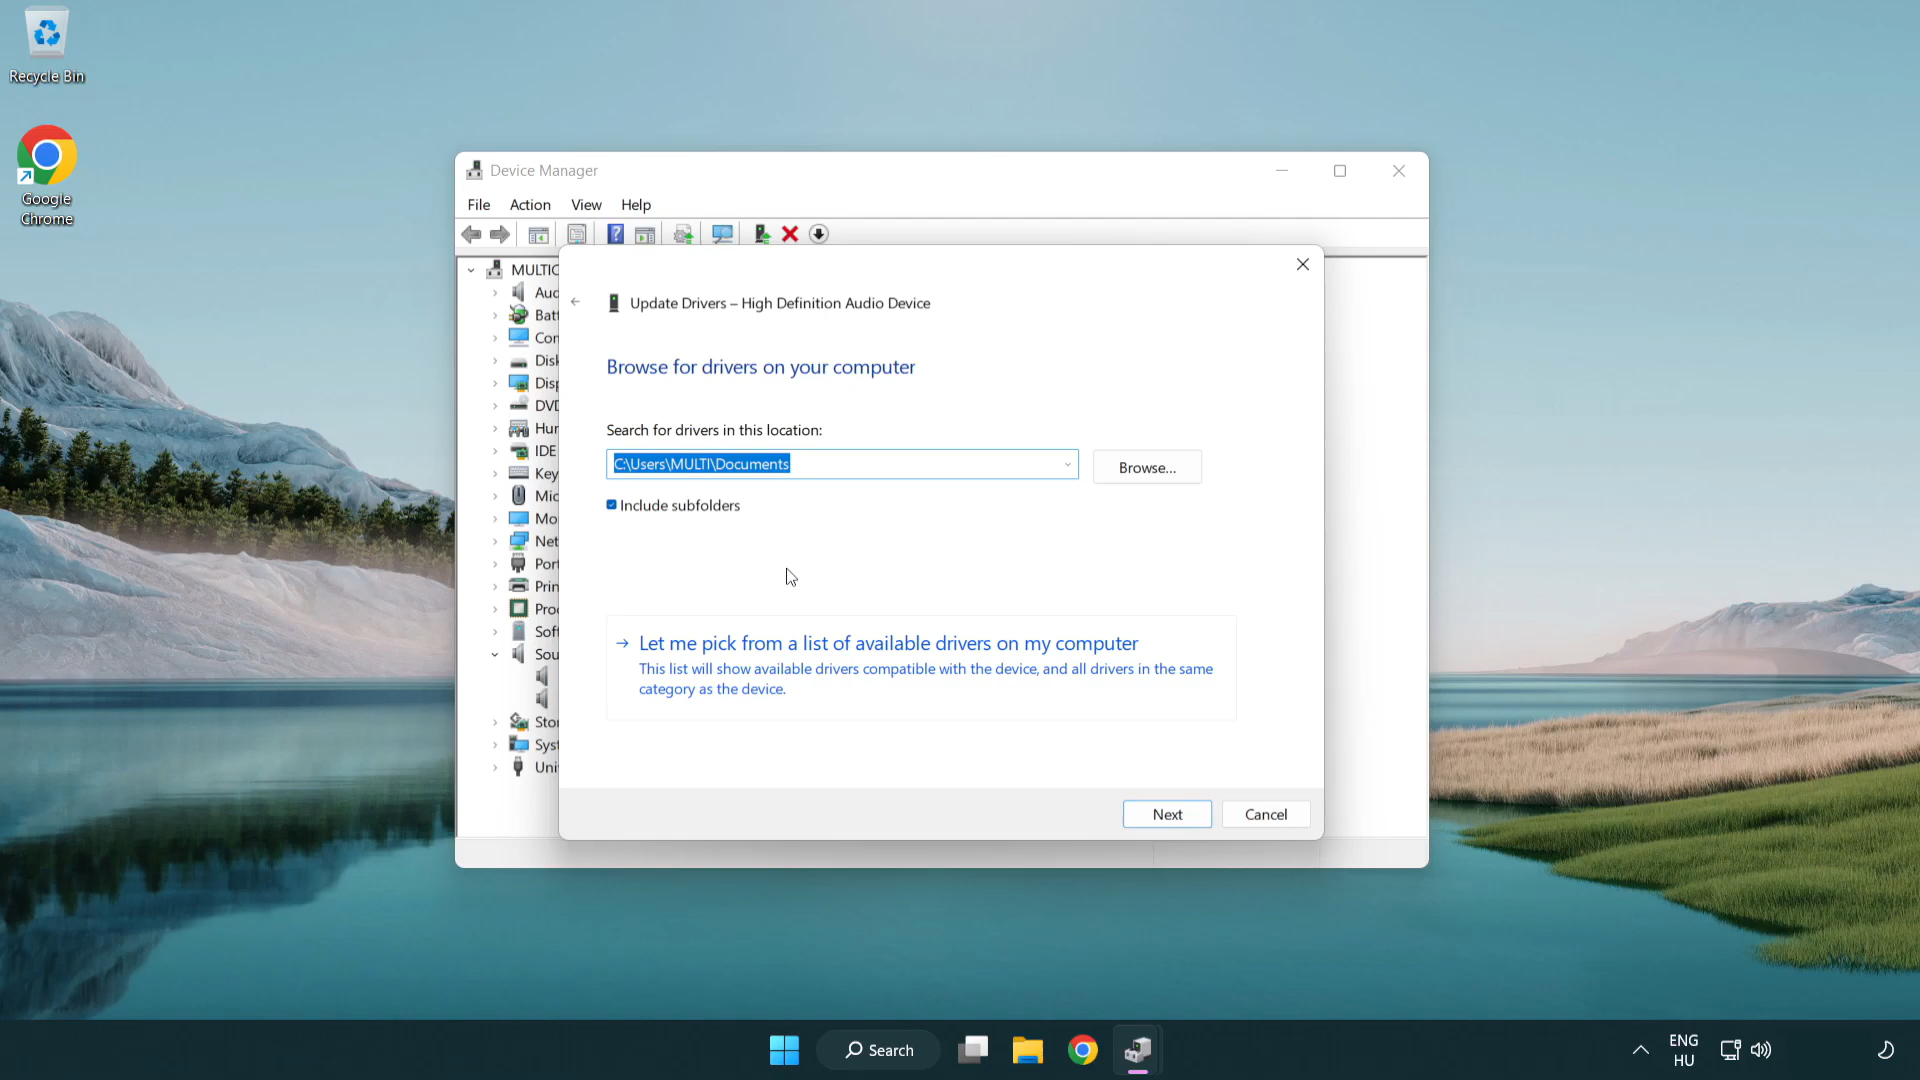 Recycle Bin
Google
Chrome
Device Manager
File Action View Help
MULTIC
Aud
Batt
Con
Disk
Disp
DVD
Hur
IDE
Key
Mic
Mo
Net
Port
Prin
Proc
Soft
Sou
Stor
Syst
Uni
Update Drivers – High Definition Audio Device
Browse for drivers on your computer
Search for drivers in this location:
C:\Users\MULTI\Documents
Browse...
Include subfolders
Let me pick from a list of available drivers on my computer
This list will show available drivers compatible with the device, and all drivers in the same
category as the device.
Next
Cancel
Search
ENG
HU